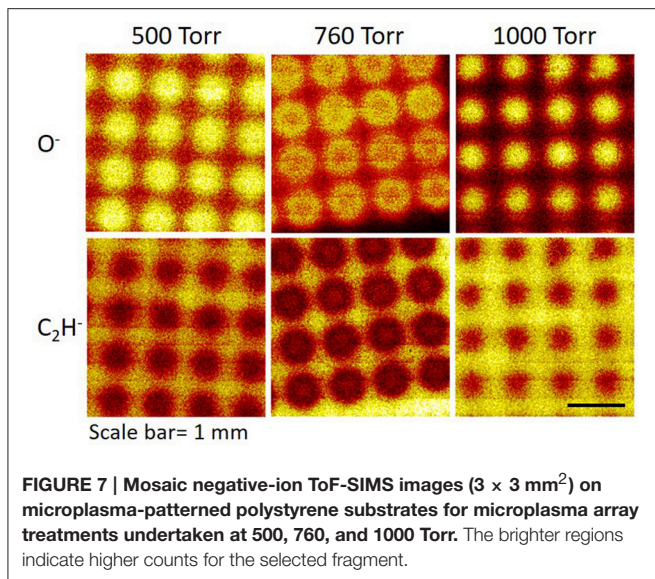 500 Torr 760 Torr 1000 Torr
O⁻
C₂H⁻
Scale bar= 1 mm
FIGURE 7 | Mosaic negative-ion ToF-SIMS images (3 × 3 mm²) on
microplasma-patterned polystyrene substrates for microplasma array
treatments undertaken at 500, 760, and 1000 Torr. The brighter regions
indicate higher counts for the selected fragment.